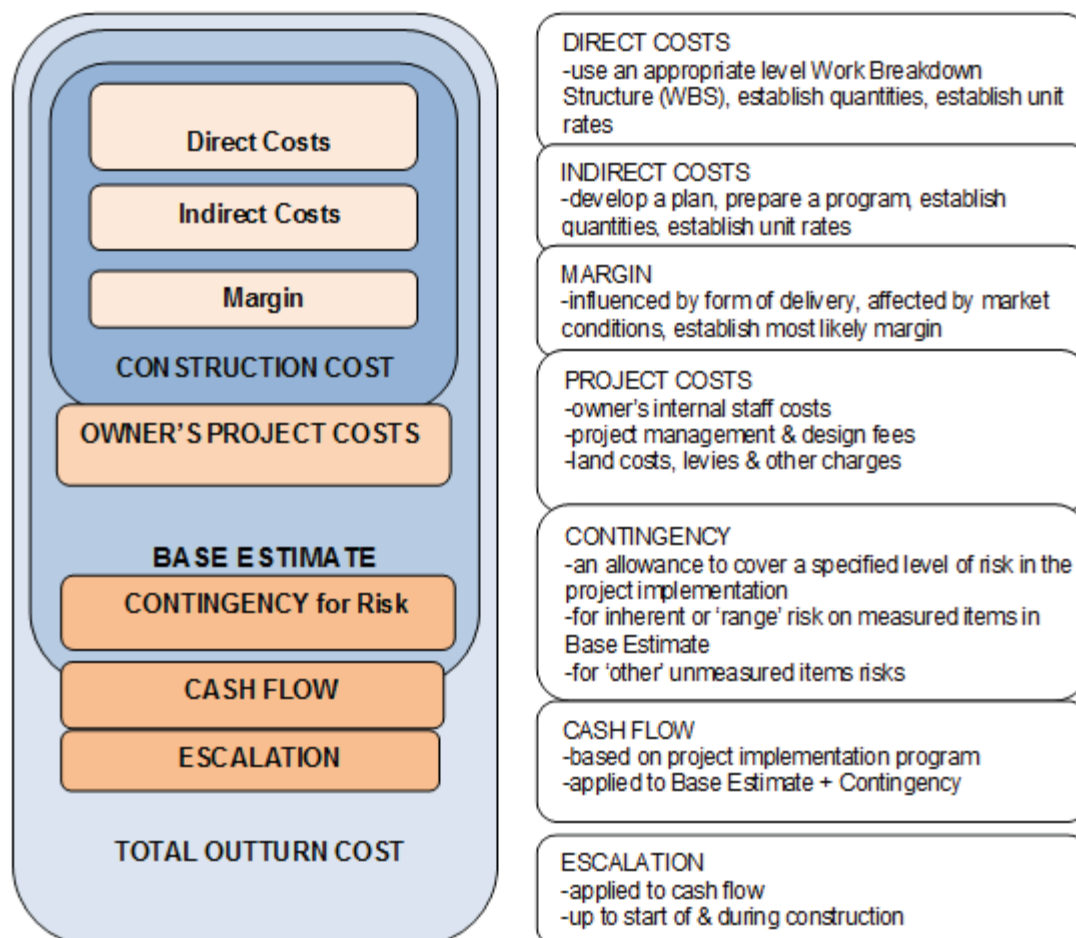 Direct Costs
Indirect Costs
Margin
CONSTRUCTION COST
OWNER'S PROJECT COSTS
BASE ESTIMATE
CONTINGENCY for Risk
CASH FLOW
ESCALATION
TOTAL OUTTURN COST
DIRECT COSTS
-use an appropriate level Work Breakdown
Structure (WBS), establish quantities, establish unit
rates
INDIRECT COSTS
-develop a plan, prepare a program, establish
quantities, establish unit rates
MARGIN
-influenced by form of delivery, affected by market
conditions, establish most likely margin
PROJECT COSTS
-owner's internal staff costs
-project management & design fees
-land costs, levies & other charges
CONTINGENCY
-an allowance to cover a specified level of risk in the
project implementation
-for inherent or 'range' risk on measured items in
Base Estimate
-for 'other' unmeasured items risks
CASH FLOW
-based on project implementation program
-applied to Base Estimate + Contingency
ESCALATION
-applied to cash flow
-up to start of & during construction